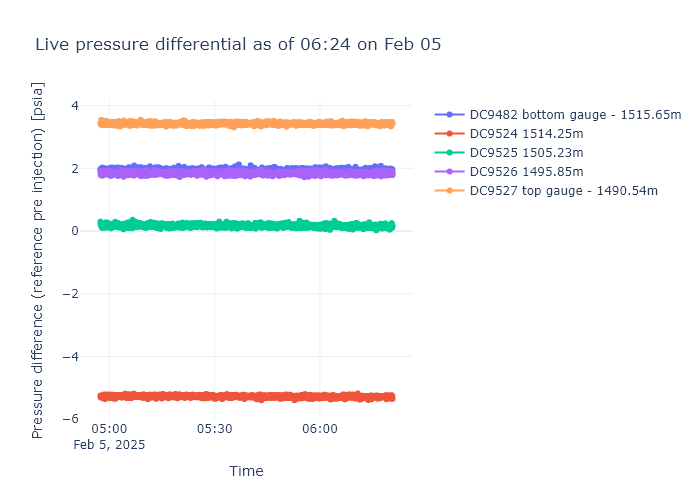 Live pressure differential as of 06:24 on Feb 05
Pressure difference (reference pre injection) [psia]
4
2
0
−2
−4
−6
05:00
05:30
06:00
Feb 5, 2025
Time
DC9482 bottom gauge - 1515.65m
DC9524 1514.25m
DC9525 1505.23m
DC9526 1495.85m
DC9527 top gauge - 1490.54m